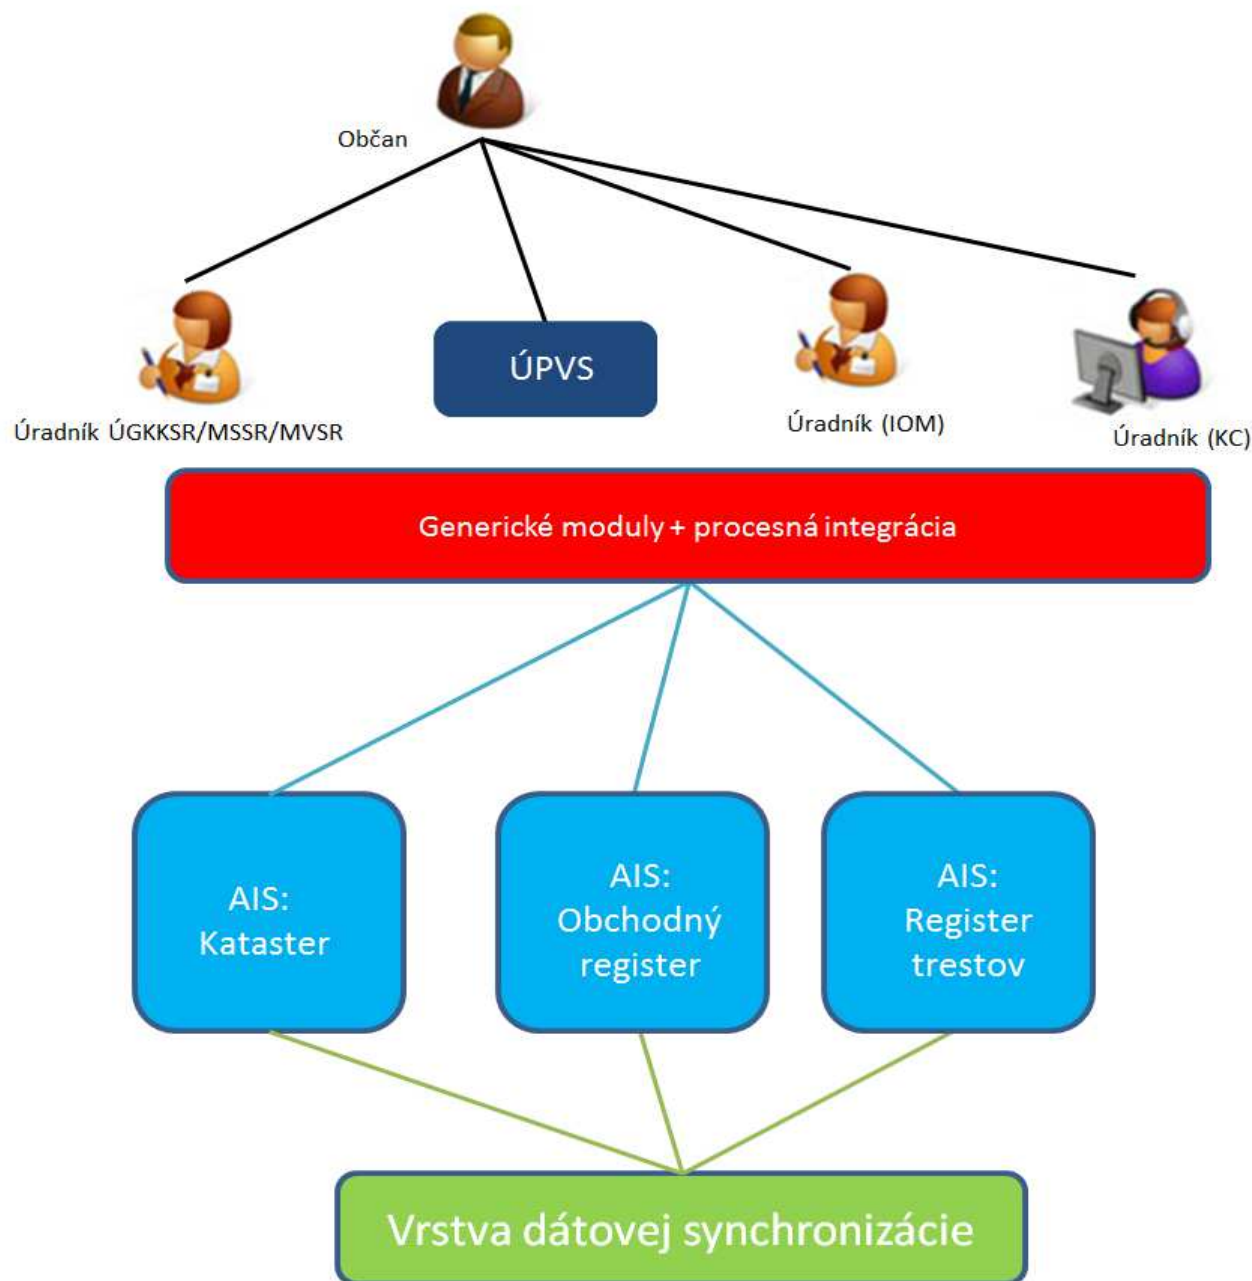 Občan
ÚPVS
Úradník ÚGKKSR/MSSR/MVSR
Úradník (IOM)
Úradník (KC)
Generické moduly + procesná integrácia
AIS:
Kataster
AIS:
Obchodný
register
AIS:
Register
trestov
Vrstva dátovej synchronizácie